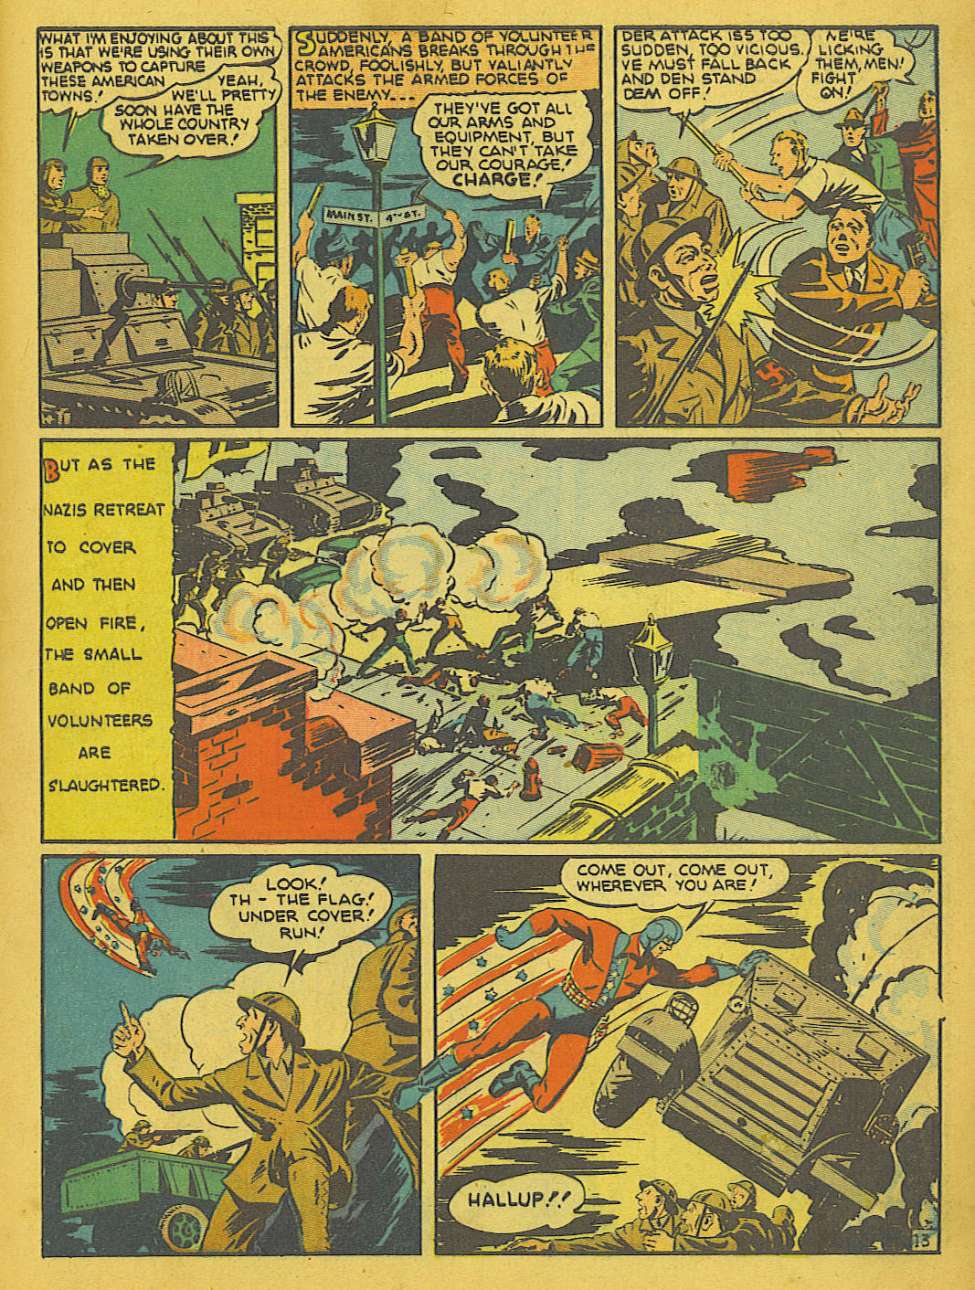 WHAT I'M ENJOYING ABOUT THIS
IS THAT WE'RE USING THEIR OWN
WEAPONS TO CAPTURE
THESE AMERICAN
TOWNS!
YEAH,
WE'LL PRETTY
SOON HAVE THE
WHOLE COUNTRY
TAKEN OVER!
SUDDENLY, A BAND OF VOLUNTEER
AMERICANS BREAKS THROUGH THE
CROWD, FOOLISHLY, BUT VALIANTLY
ATTACKS THE ARMED FORCES OF
THE ENEMY...
THEY'VE GOT ALL
OUR ARMS AND
EQUIPMENT, BUT
THEY CAN'T TAKE
OUR COURAGE!
CHARGE!
MAIN ST. 4TH ST.
DER ATTACK ISS TOO
SUDDEN, TOO VICIOUS.
VE MUST FALL BACK
AND DEN STAND
DEM OFF!
WE'RE
LICKING
THEM, MEN!
FIGHT
ON!
BUT AS THE
NAZIS RETREAT
TO COVER
AND THEN
OPEN FIRE,
THE SMALL
BAND OF
VOLUNTEERS
ARE
SLAUGHTERED.
LOOK!
TH - THE FLAG!
UNDER COVER!
RUN!
COME OUT, COME OUT,
WHEREVER YOU ARE!
HALLUP!!
13